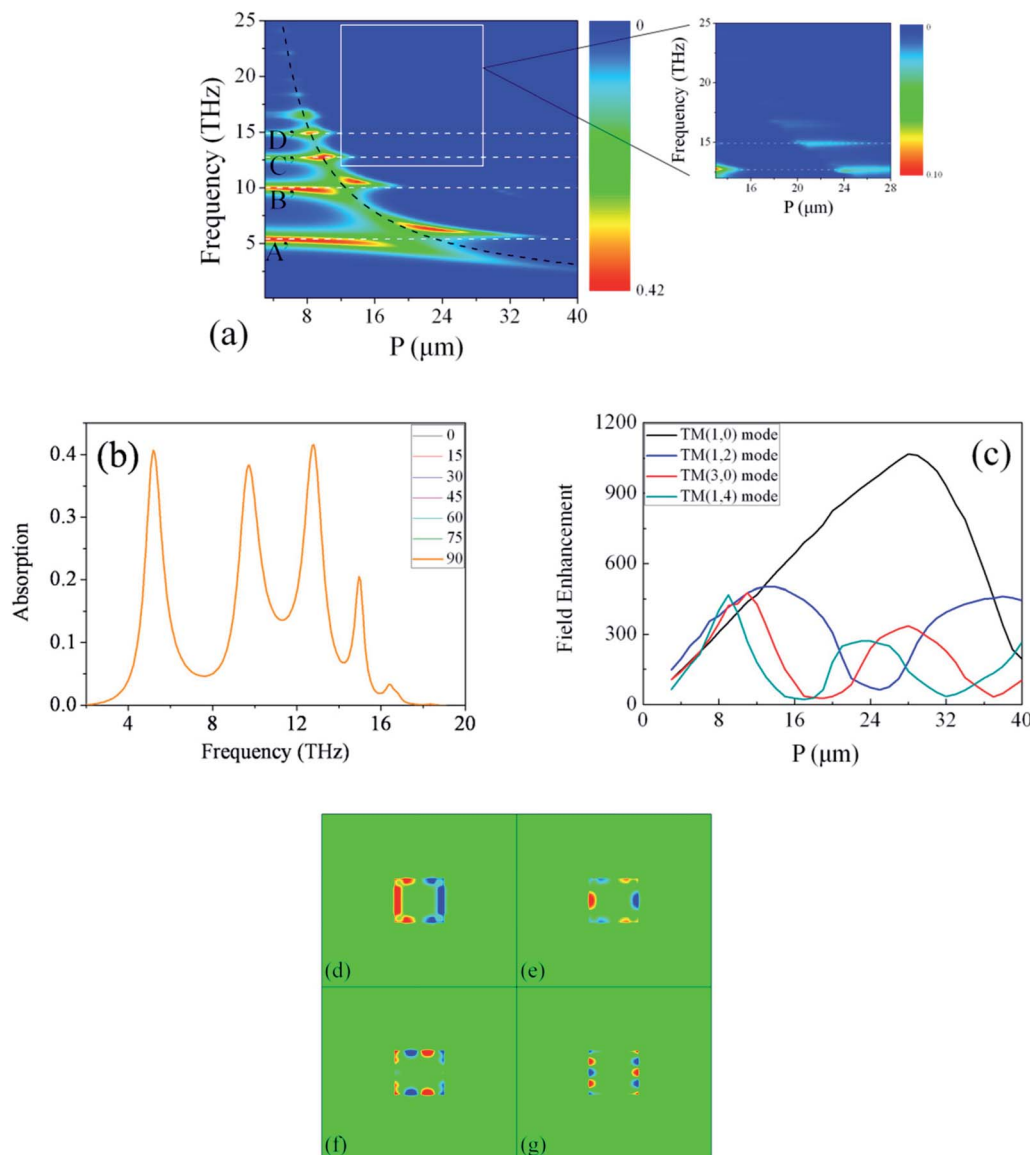 25
20
15
10
5
Frequency (THz)
D'
C'
B'
A'
8
16
24
32
40
P (μm)
(a)
0
0.42
25
20
15
Frequency (THz)
16
20
24
28
P (μm)
0
0.10
(b)
0.4
0.3
0.2
0.1
0.0
Absorption
4
8
12
16
20
Frequency (THz)
0
15
30
45
60
75
90
(c)
1200
900
600
300
0
Field Enhancement
0
8
16
24
32
40
P (μm)
TM(1,0) mode
TM(1,2) mode
TM(3,0) mode
TM(1,4) mode
(d)
(e)
(f)
(g)